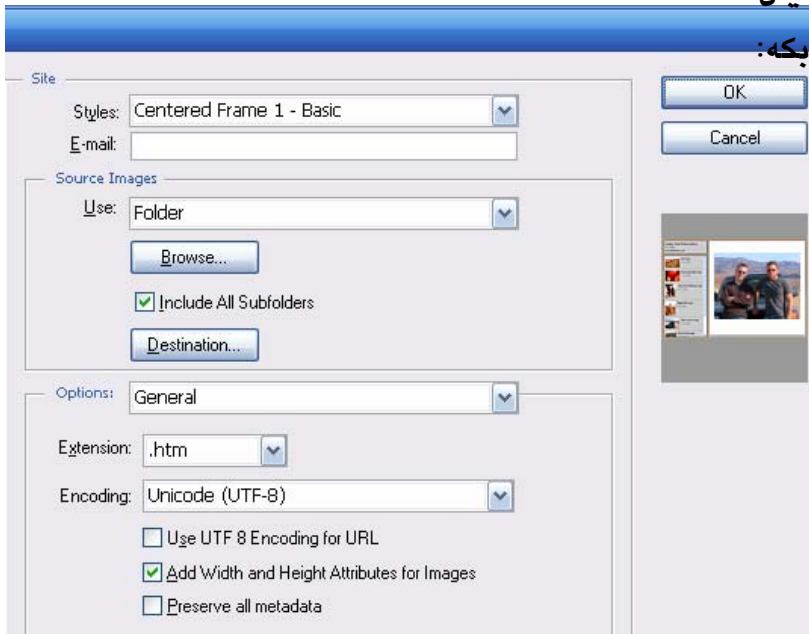 بکه:
Site
OK
Styles: Centered Frame 1 - Basic
Cancel
E-mail:
Source Images
Use: Folder
Browse...
Include All Subfolders
Destination...
Options: General
Extension: .htm
Encoding: Unicode (UTF-8)
Use UTF 8 Encoding for URL
Add Width and Height Attributes for Images
Preserve all metadata